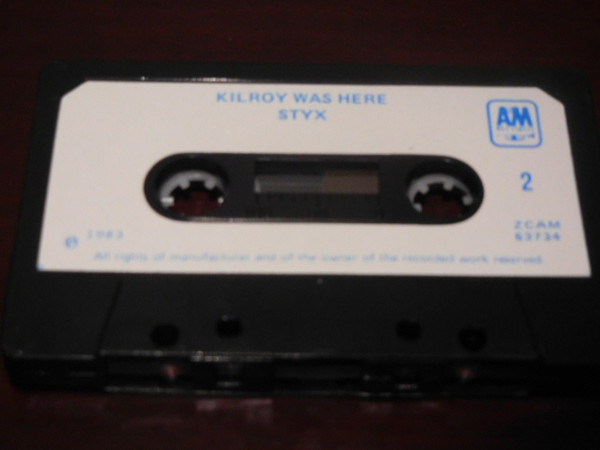 KILROY WAS HERE
STYX
A&M
2
℗ 1983
ZCAM
63734
All rights of manufacturer and of the owner of the recorded work reserved